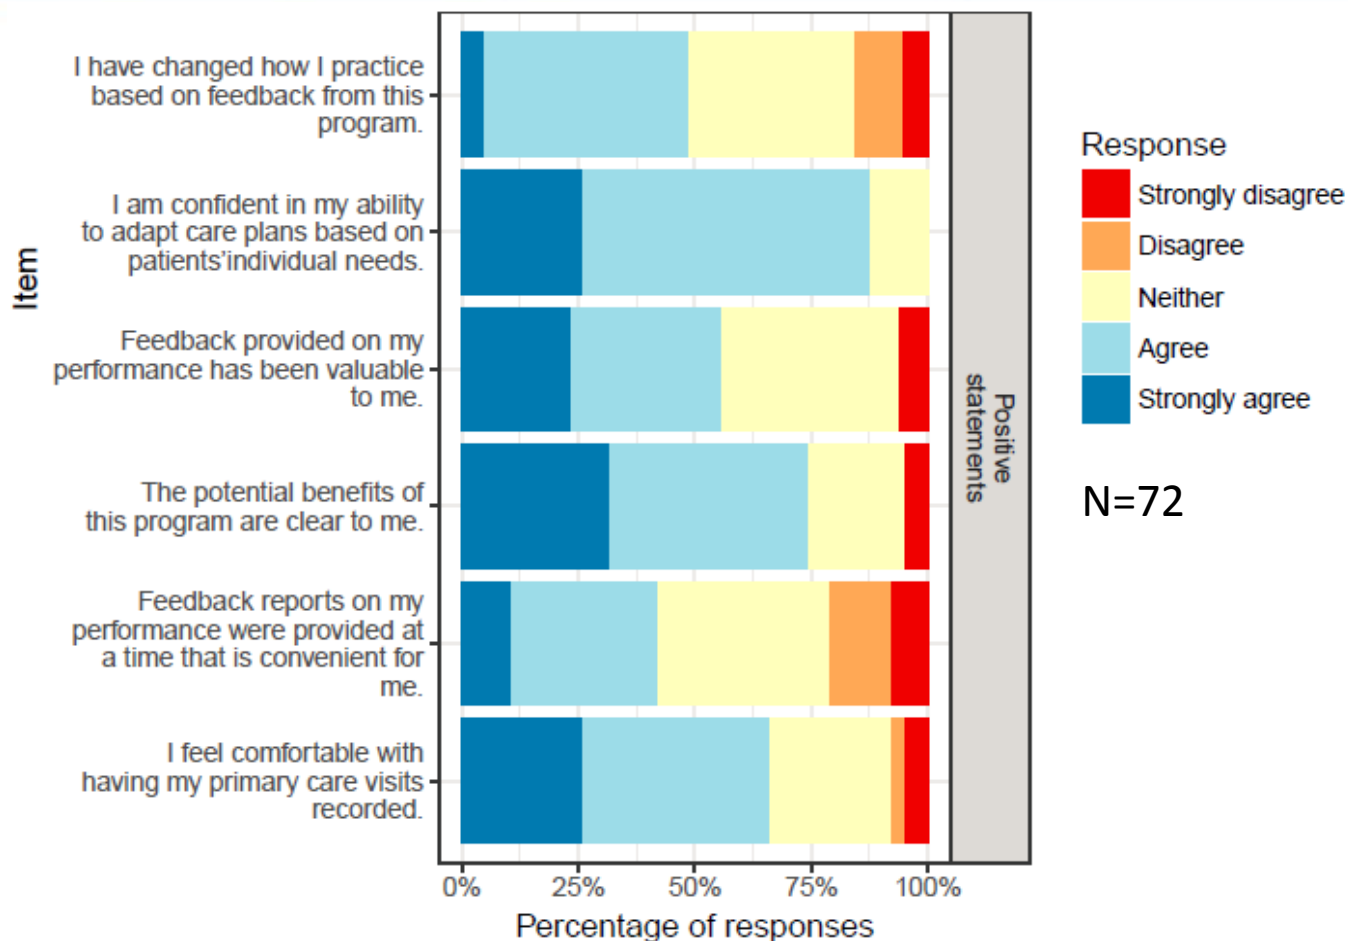 I have changed how I practice
based on feedback from this
program.
I am confident in my ability
to adapt care plans based on
patients'individual needs.
Feedback provided on my
performance has been valuable
to me.
The potential benefits of
this program are clear to me.
Feedback reports on my
performance were provided at
a time that is convenient for
me.
I feel comfortable with
having my primary care visits
recorded.
Item
0% 25% 50% 75% 100%
Percentage of responses
Positive
statements
Response
Strongly disagree
Disagree
Neither
Agree
Strongly agree
N=72